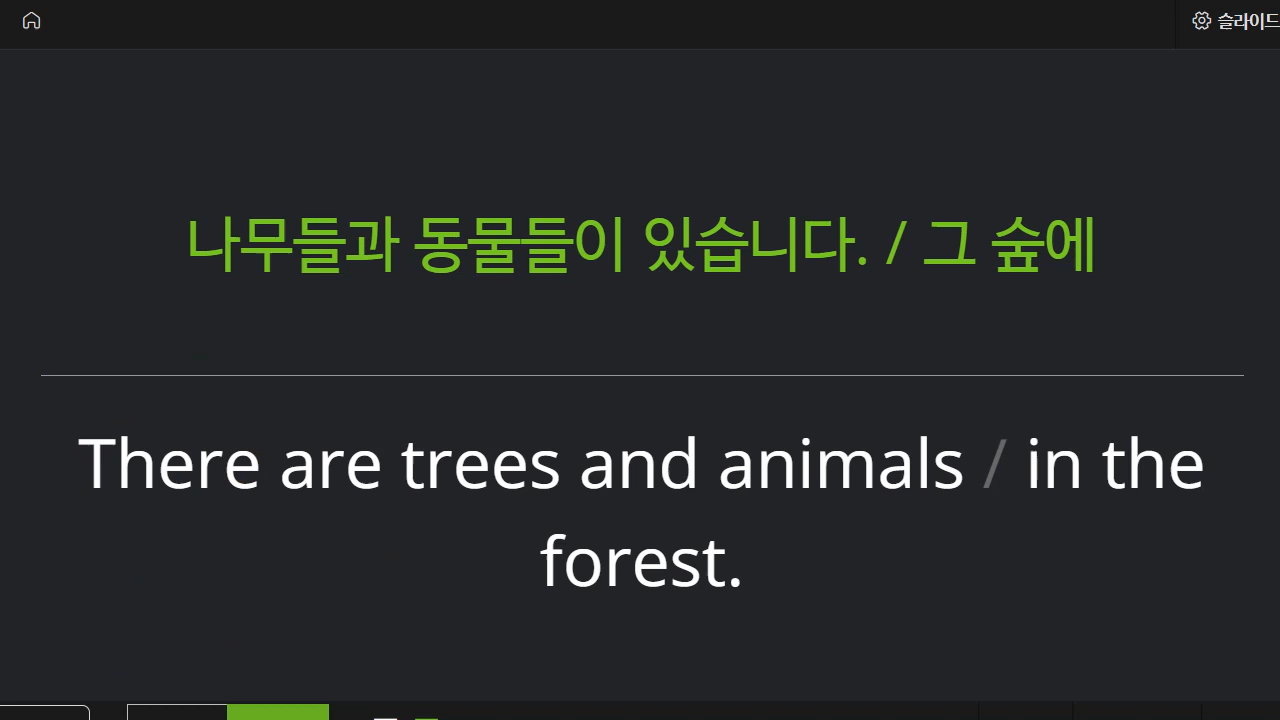 슬라이드
나무들과 동물들이 있습니다. / 그 숲에
There are trees and animals / in the
forest.